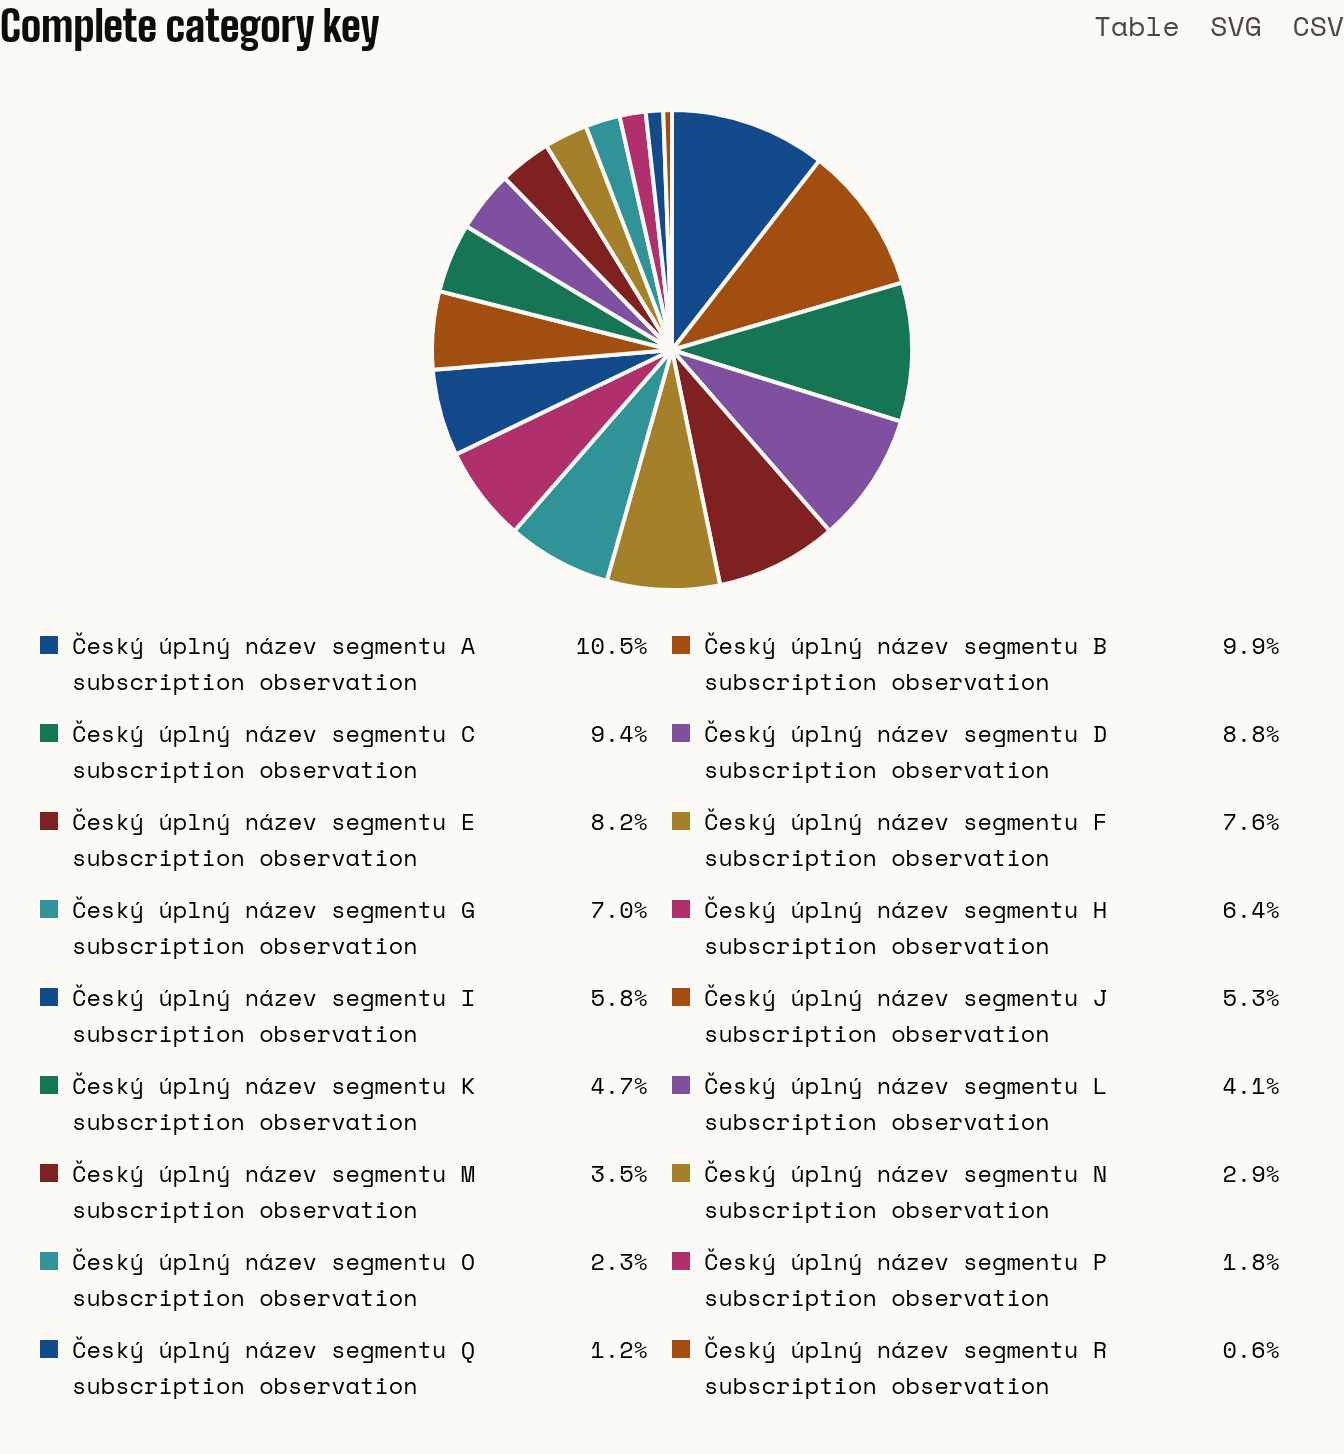 Complete category key
Table SVG CSV
Český úplný název segmentu A 10.5%
subscription observation
Český úplný název segmentu B 9.9%
subscription observation
Český úplný název segmentu C 9.4%
subscription observation
Český úplný název segmentu D 8.8%
subscription observation
Český úplný název segmentu E 8.2%
subscription observation
Český úplný název segmentu F 7.6%
subscription observation
Český úplný název segmentu G 7.0%
subscription observation
Český úplný název segmentu H 6.4%
subscription observation
Český úplný název segmentu I 5.8%
subscription observation
Český úplný název segmentu J 5.3%
subscription observation
Český úplný název segmentu K 4.7%
subscription observation
Český úplný název segmentu L 4.1%
subscription observation
Český úplný název segmentu M 3.5%
subscription observation
Český úplný název segmentu N 2.9%
subscription observation
Český úplný název segmentu O 2.3%
subscription observation
Český úplný název segmentu P 1.8%
subscription observation
Český úplný název segmentu Q 1.2%
subscription observation
Český úplný název segmentu R 0.6%
subscription observation